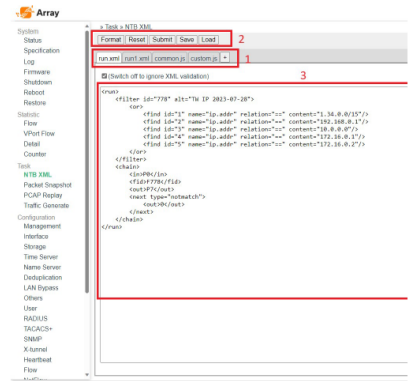 Array
System
Status
Specification
Log
Firmware
Shutdown
Reboot
Restore
Statistic
Flow
VPort Flow
Detail
Counter
Task
NTB XML
Packet Snapshot
PCAP Replay
Traffic Generate
Configuration
Management
Interface
Storage
Time Server
Name Server
Deduplication
LAN Bypass
Others
User
RADIUS
TACACS+
SNMP
X-tunnel
Heartbeat
Flow
NetFlow
» Task » NTB XML
Format Reset Submit Save Load 2
run.xml run1.xml common.js custom.js + 1
(Switch off to ignore XML validation) 3
<run>
<filter id="778" alt="TW IP 2023-07-28">
<or>
<find id="1" name="ip.addr" relation="==" content="1.34.0.0/15"/>
<find id="2" name="ip.addr" relation="==" content="192.168.0.1"/>
<find id="3" name="ip.addr" relation="==" content="10.0.0.0"/>
<find id="4" name="ip.addr" relation="==" content="172.16.0.1"/>
<find id="5" name="ip.addr" relation="==" content="172.16.0.2"/>
</or>
</filter>
<chain>
<in>P0</in>
<fid>F778</fid>
<out>P7</out>
<next type="notmatch">
<out>0</out>
</next>
</chain>
</run>